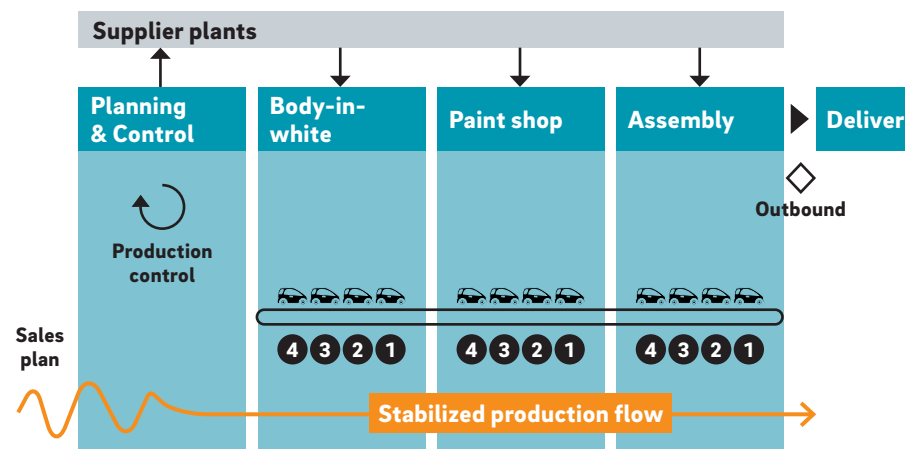 Supplier plants
Planning
& Control
Body-in-
white
Paint shop
Assembly
Deliver
Outbound
Production
control
Sales
plan
4 3 2 1
4 3 2 1
4 3 2 1
Stabilized production flow